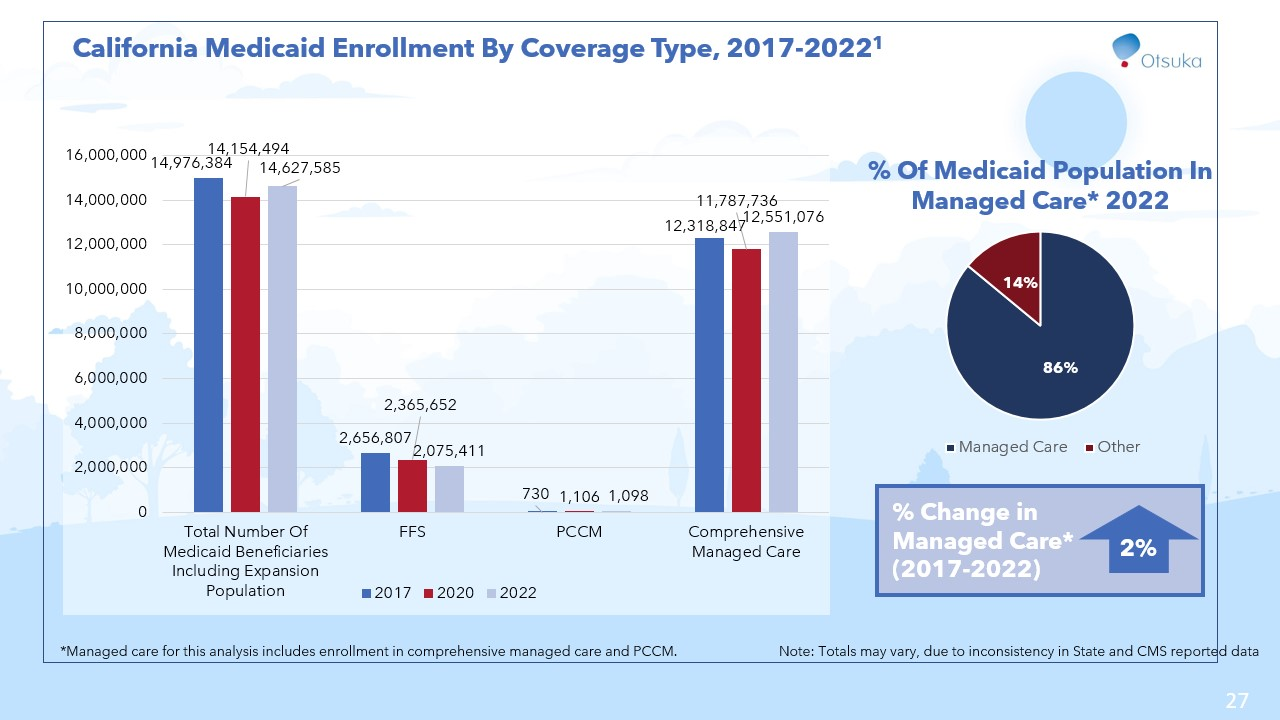 California Medicaid Enrollment By Coverage Type, 2017-2022¹
Otsuka
16,000,000
14,000,000
12,000,000
10,000,000
8,000,000
6,000,000
4,000,000
2,000,000
0
14,976,384
14,154,494
14,627,585
2,656,807
2,365,652
2,075,411
730
1,106
1,098
12,318,847
11,787,736
12,551,076
Total Number Of
Medicaid Beneficiaries
Including Expansion
Population
FFS
PCCM
Comprehensive
Managed Care
2017
2020
2022
% Of Medicaid Population In
Managed Care* 2022
14%
86%
Managed Care
Other
% Change in
Managed Care*
(2017-2022)
2%
*Managed care for this analysis includes enrollment in comprehensive managed care and PCCM.
Note: Totals may vary, due to inconsistency in State and CMS reported data
27